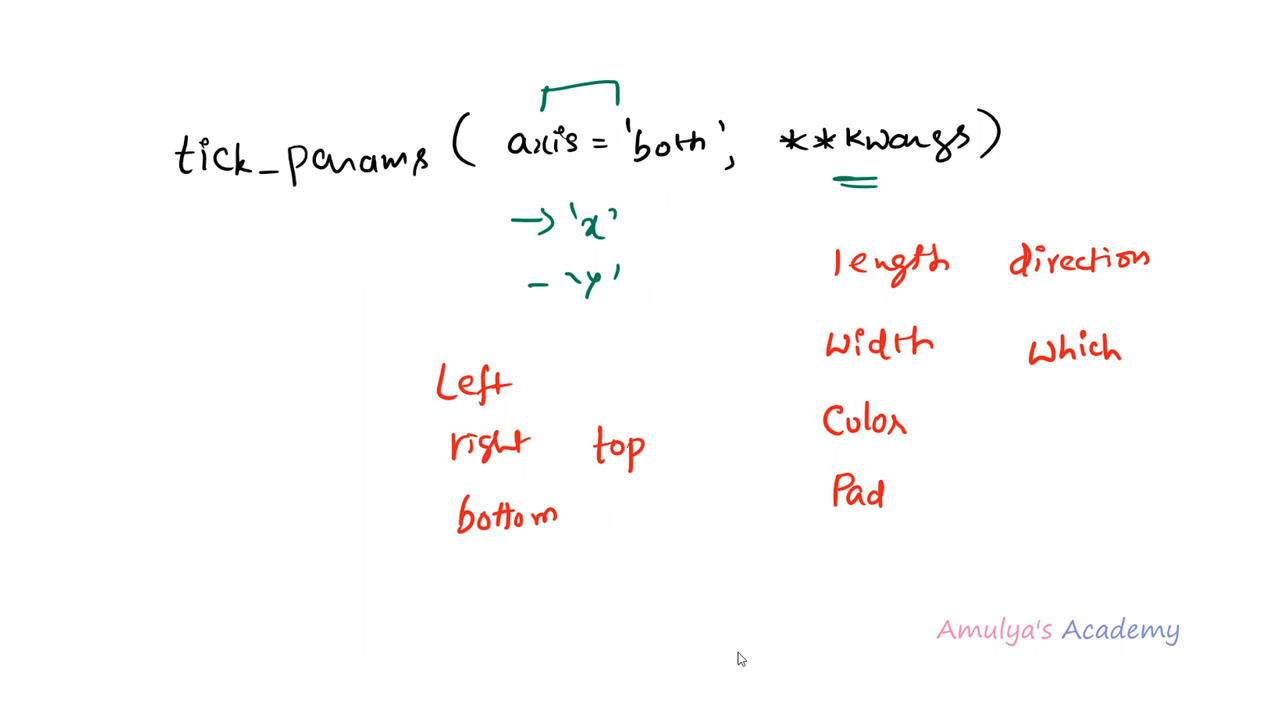 tick_params ( axis = 'both', **kwargs)
→ 'x'
- 'y'
length direction
width which
Left
Color
right top
Pad
bottom
Amulya's Academy